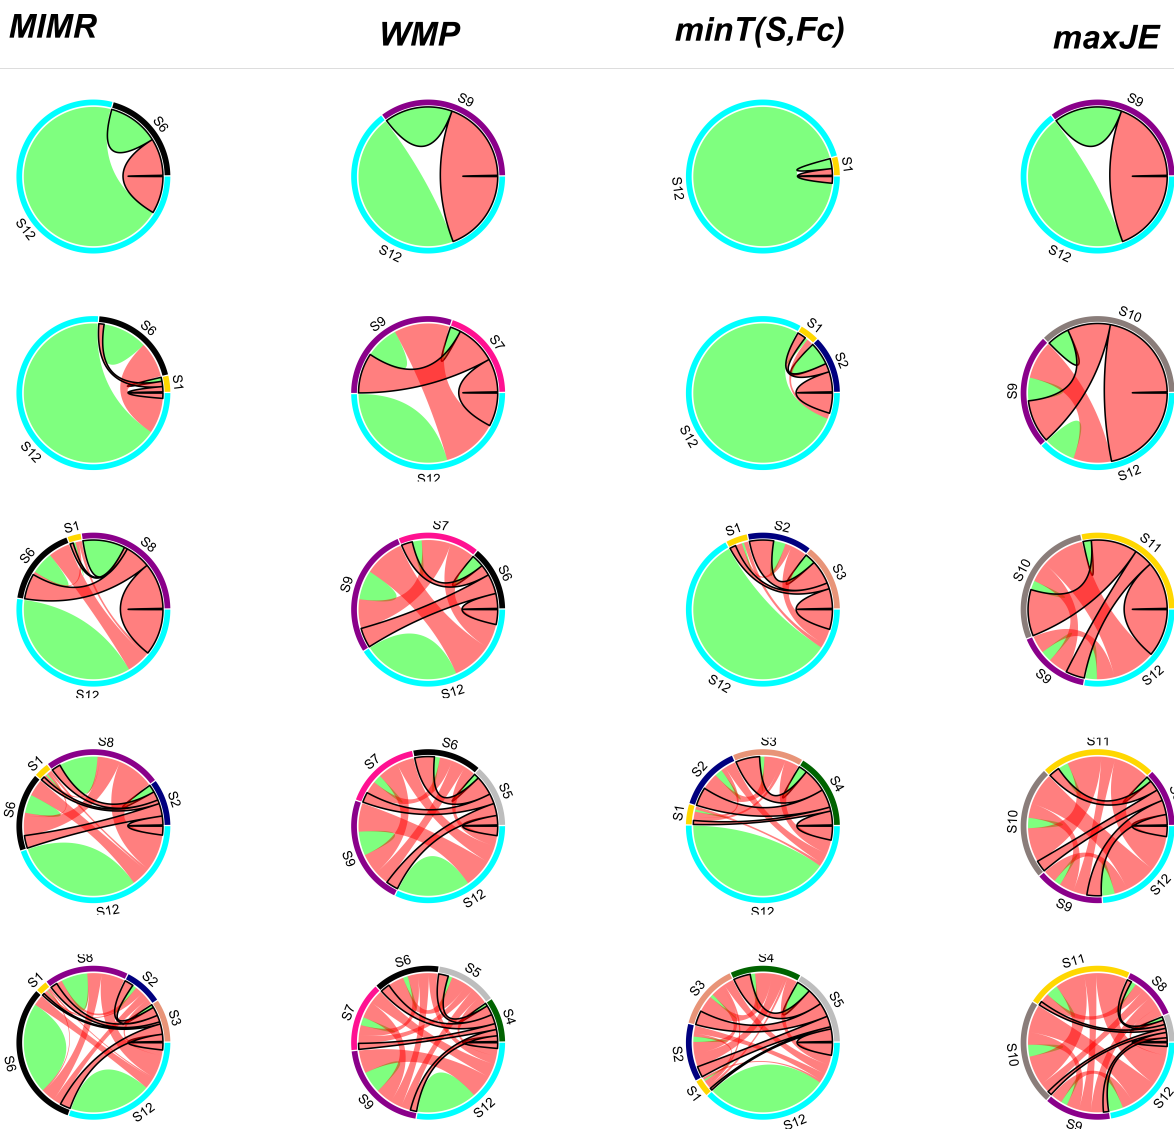 MIMR WMP minT(S,Fc) maxJE
S6 S12
S9 S12
S1 S12
S9 S12
S6 S1 S12
S9 S7 S12
S1 S2 S12
S10 S9 S12
S6 S1 S8 S12
S9 S7 S6 S12
S1 S2 S3 S12
S10 S11 S9 S12
S6 S1 S8 S2 S12
S9 S7 S6 S5 S12
S1 S2 S3 S4 S12
S10 S11 S9 S12
S6 S1 S8 S2 S3 S12
S9 S7 S6 S5 S4 S12
S1 S2 S3 S4 S5 S12
S10 S11 S8 S9 S12